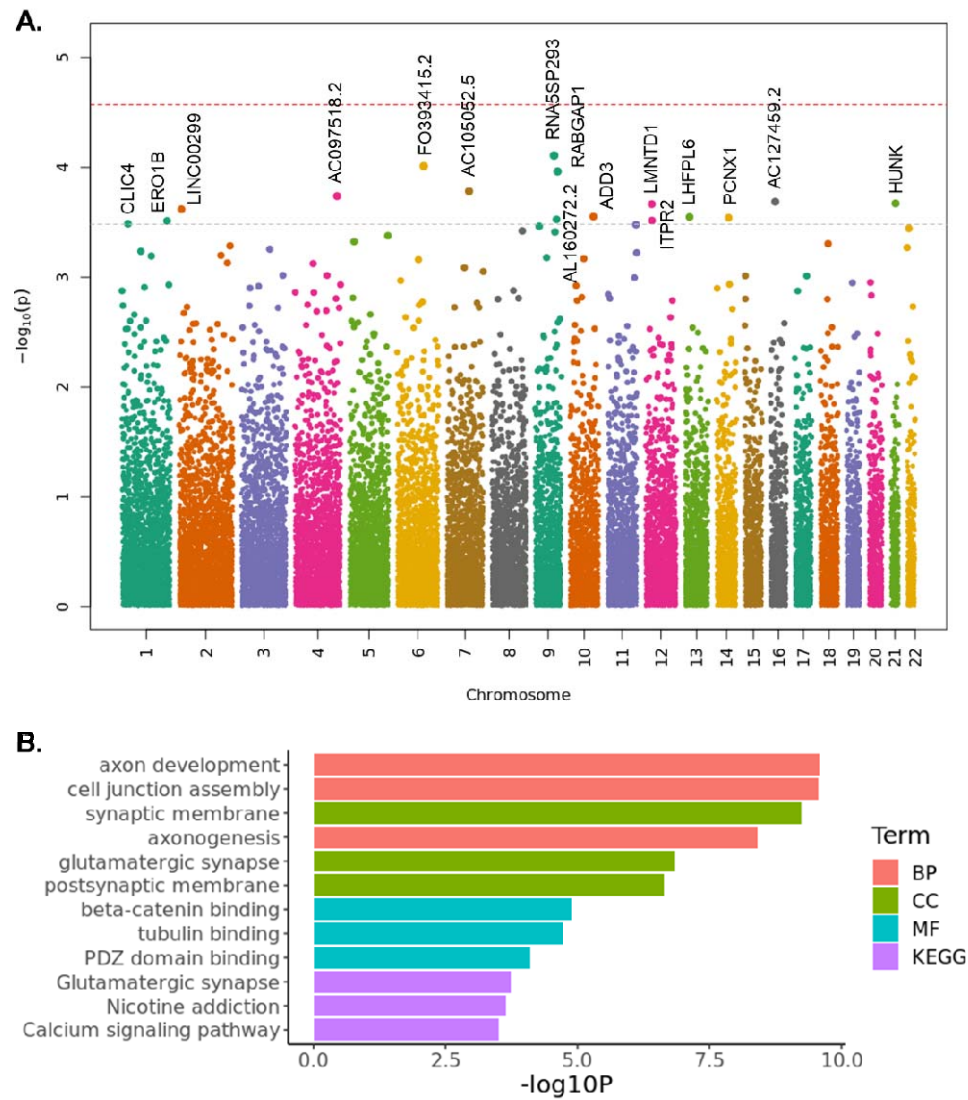 A.
5
4
3
2
1
0
−log10(p)
CLIC4
ERO1B
LINC00299
AC097518.2
FO393415.2
AC105052.5
RNA5SP293
RABGAP1
AL160272.2
ADD3
LMNTD1
ITPR2
LHFPL6
PCNX1
AC127459.2
HUNK
1 2 3 4 5 6 7 8 9 10 11 12 13 14 15 16 17 18 19 20 21 22
Chromosome
B.
axon development
cell junction assembly
synaptic membrane
axonogenesis
glutamatergic synapse
postsynaptic membrane
beta-catenin binding
tubulin binding
PDZ domain binding
Glutamatergic synapse
Nicotine addiction
Calcium signaling pathway
0.0 2.5 5.0 7.5 10.0
-log10P
Term
BP
CC
MF
KEGG